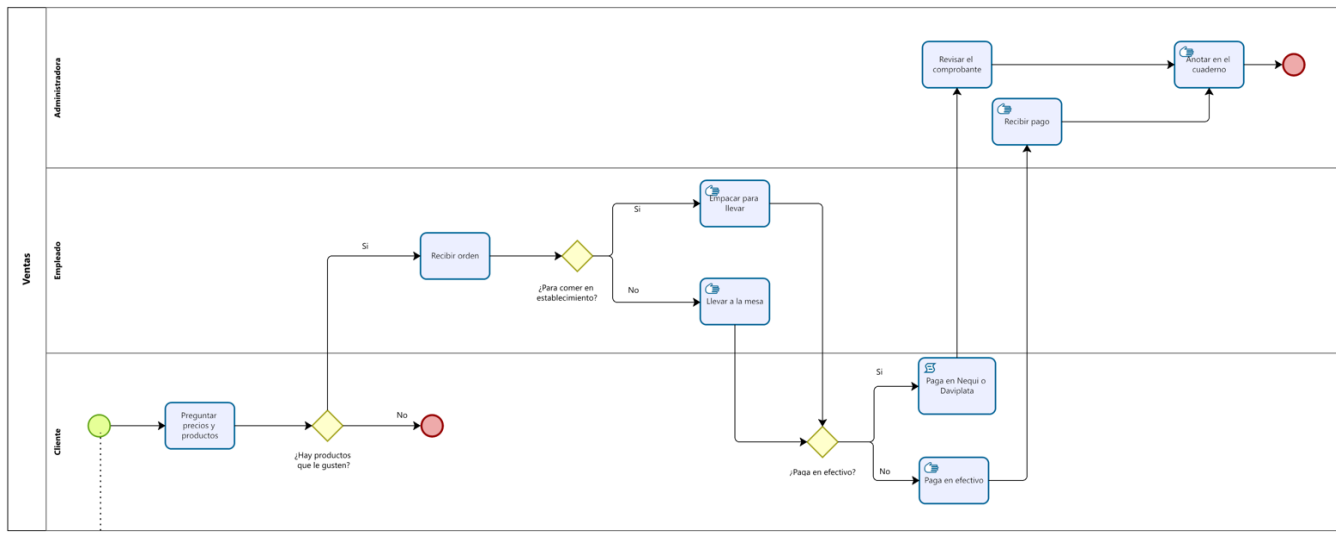 Ventas
Administradora
Revisar el
comprobante
Anotar en el
cuaderno
Recibir pago
Empleado
Recibir orden
¿Para comer en
establecimiento?
Si
No
Empacar para
llevar
Llevar a la mesa
Cliente
Preguntar
precios y
productos
¿Hay productos
que le gusten?
Si
No
¿Paga en efectivo?
Si
No
Paga en Nequi o
Daviplata
Paga en efectivo